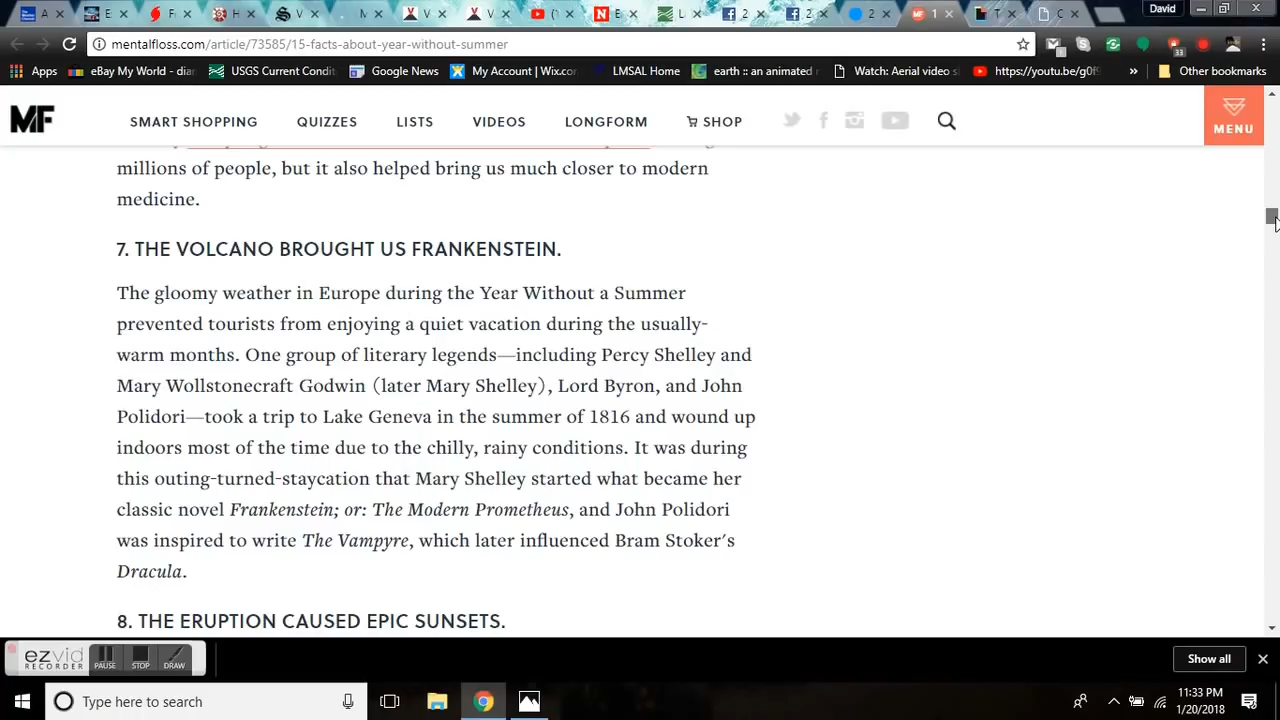 David
A
E
F
H
V
M
V
V
(
E
L
2
Z
2
1
T
C
mentalfloss.com/article/73585/15-facts-about-year-without-summer
Apps
eBay My World - dian
USGS Current Condit
Google News
My Account | Wix.com
LMSAL Home
earth :: an animated
Watch: Aerial video s
https://youtu.be/g0f
»
Other bookmarks
33
MF
SMART SHOPPING
QUIZZES
LISTS
VIDEOS
LONGFORM
SHOP
MENU
millions of people, but it also helped bring us much closer to modern
medicine.
7. THE VOLCANO BROUGHT US FRANKENSTEIN.
The gloomy weather in Europe during the Year Without a Summer
prevented tourists from enjoying a quiet vacation during the usually-
warm months. One group of literary legends—including Percy Shelley and
Mary Wollstonecraft Godwin (later Mary Shelley), Lord Byron, and John
Polidori—took a trip to Lake Geneva in the summer of 1816 and wound up
indoors most of the time due to the chilly, rainy conditions. It was during
this outing-turned-staycation that Mary Shelley started what became her
classic novel Frankenstein; or: The Modern Prometheus, and John Polidori
was inspired to write The Vampyre, which later influenced Bram Stoker's
Dracula.
8. THE ERUPTION CAUSED EPIC SUNSETS.
ezvid
RECORDER
PAUSE
STOP
DRAW
Show all
Type here to search
11:33 PM
1/20/2018